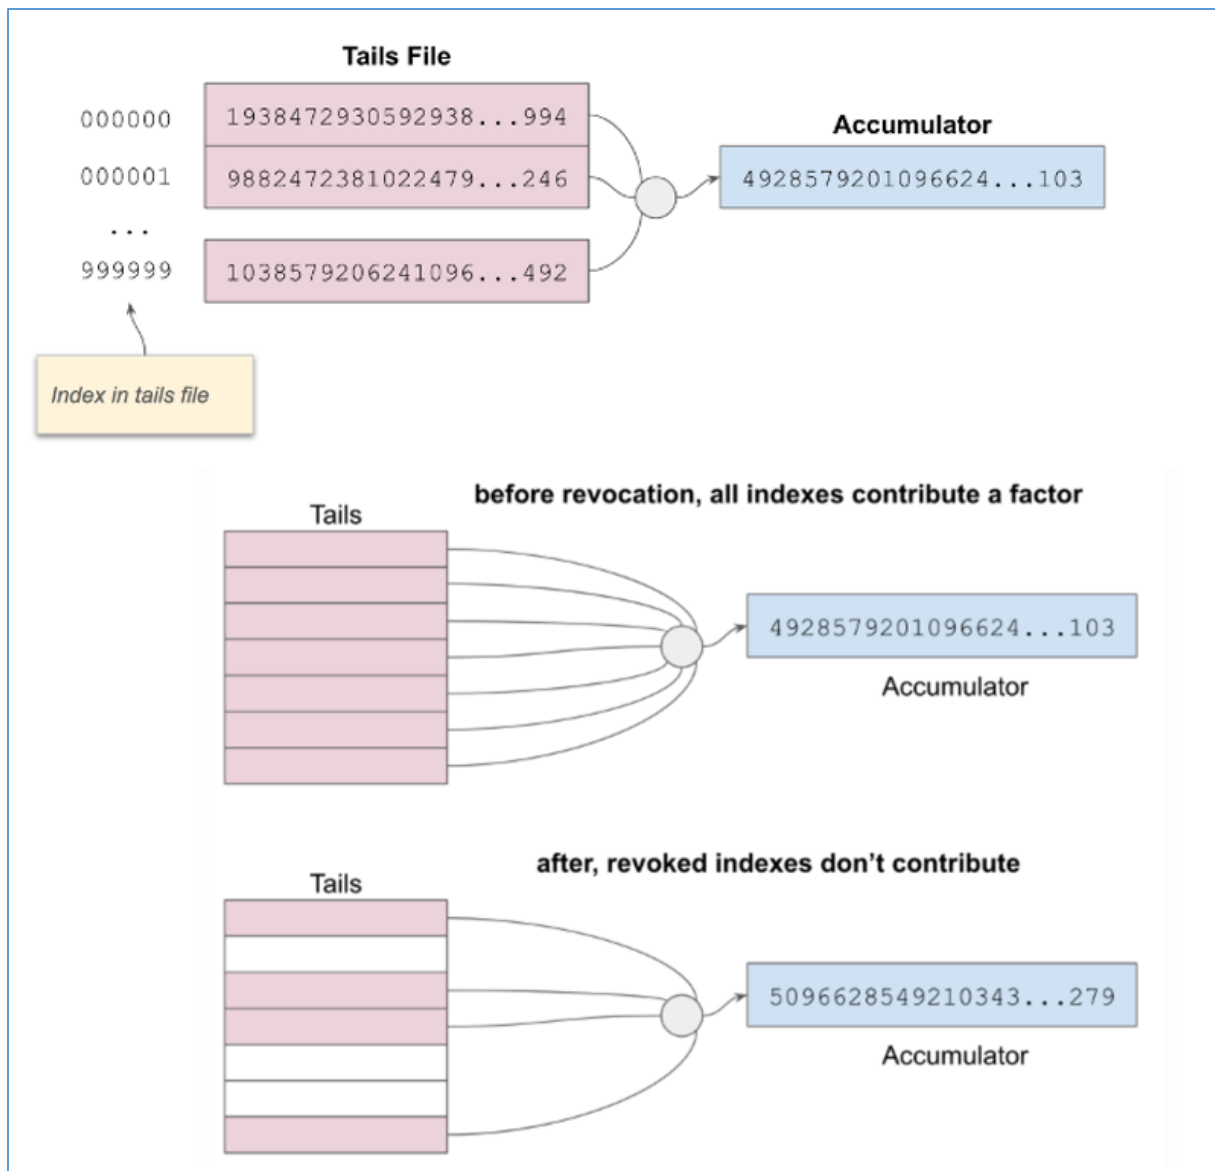 Tails File
000000
1938472930592938...994
Accumulator
000001
9882472381022479...246
4928579201096624...103
...
999999
1038579206241096...492
Index in tails file
before revocation, all indexes contribute a factor
Tails
4928579201096624...103
Accumulator
after, revoked indexes don’t contribute
Tails
5096628549210343...279
Accumulator